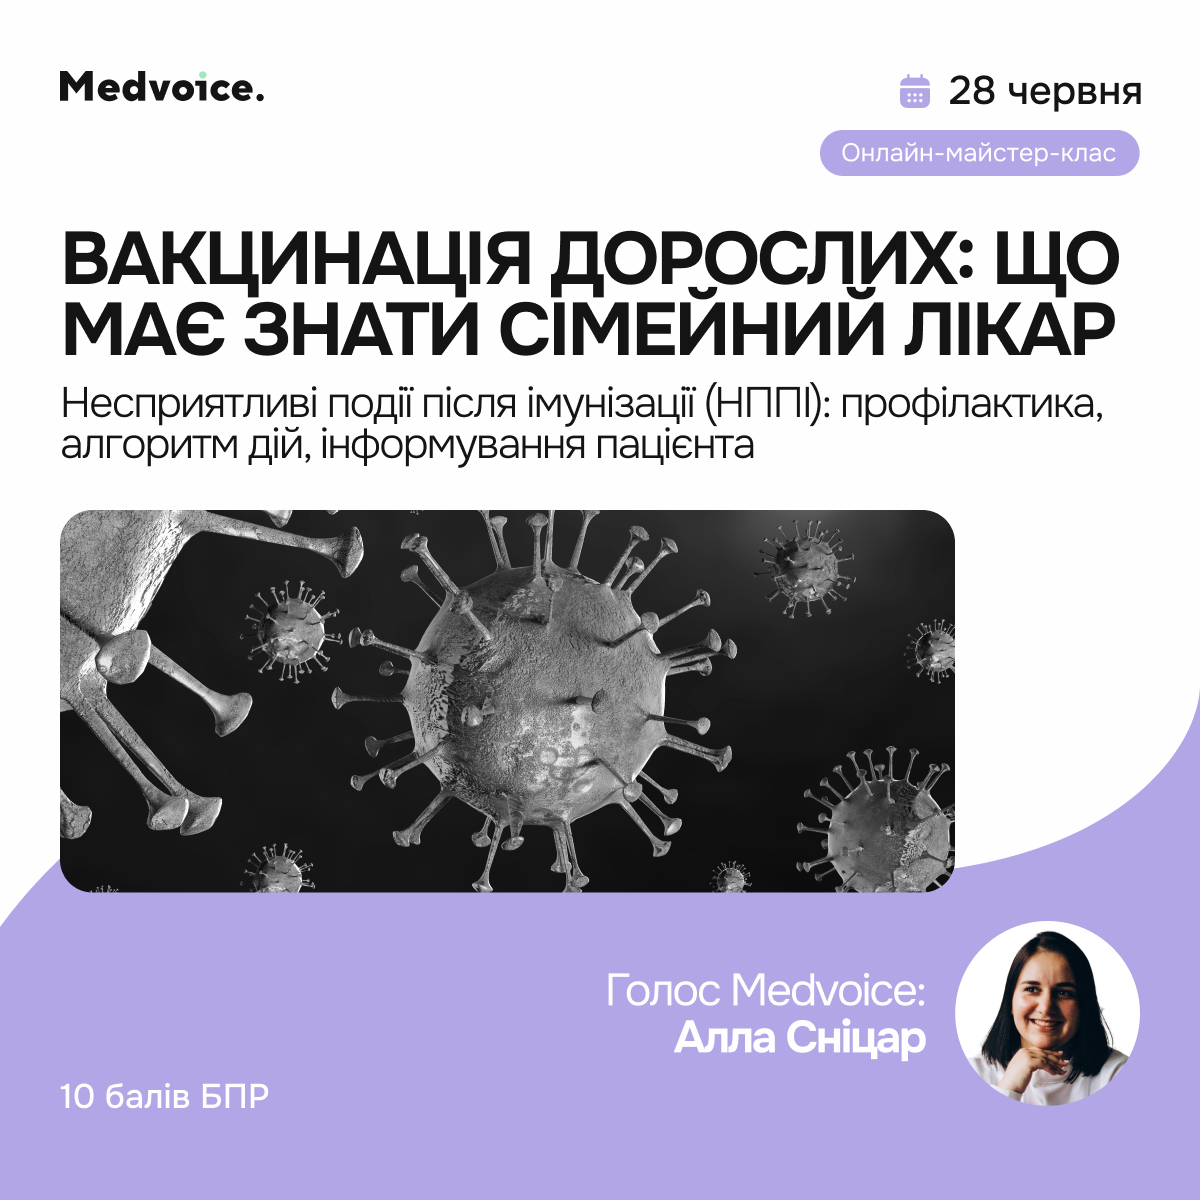 Medvoice.
28 червня
Онлайн-майстер-клас
ВАКЦИНАЦІЯ ДОРОСЛИХ: ЩО
МАЄ ЗНАТИ СІМЕЙНИЙ ЛІКАР
Несприятливі події після імунізації (НППІ): профілактика,
алгоритм дій, інформування пацієнта
Голос Medvoice:
Алла Сніцар
10 балів БПР